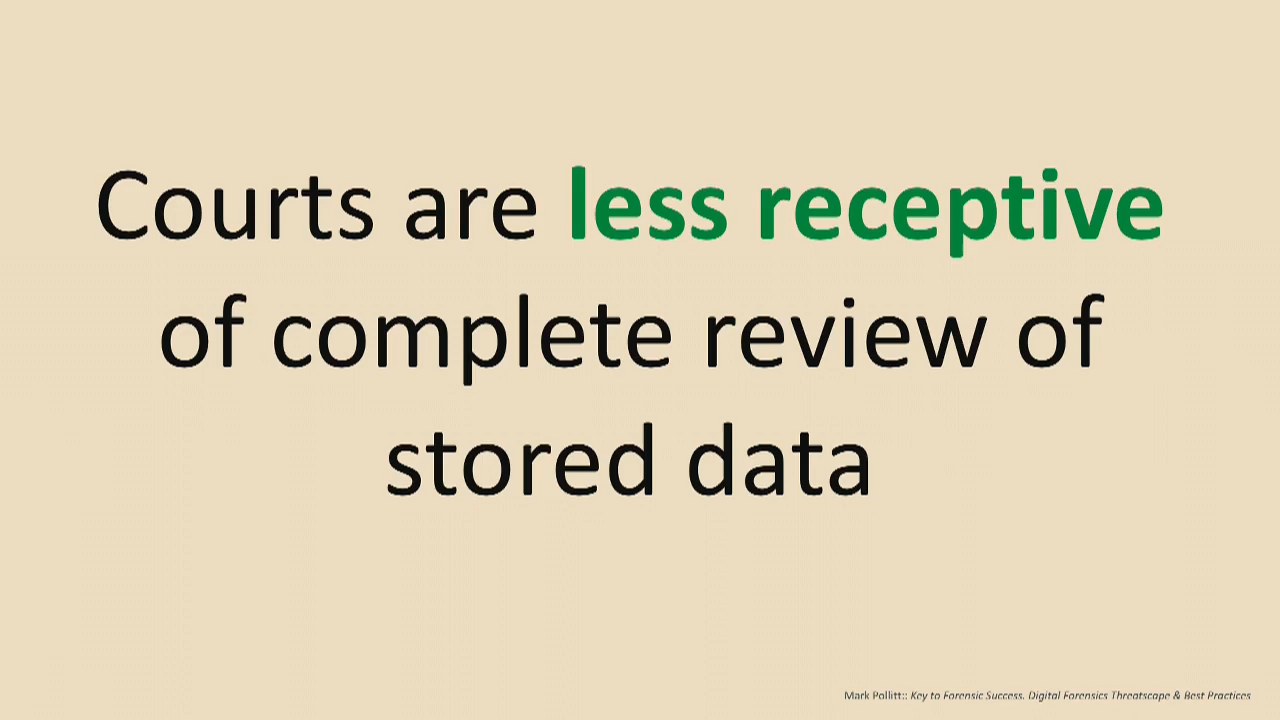 Courts are less receptive
of complete review of
stored data
Mark Pollitt:: Key to Forensic Success. Digital Forensics Threatscape & Best Practices